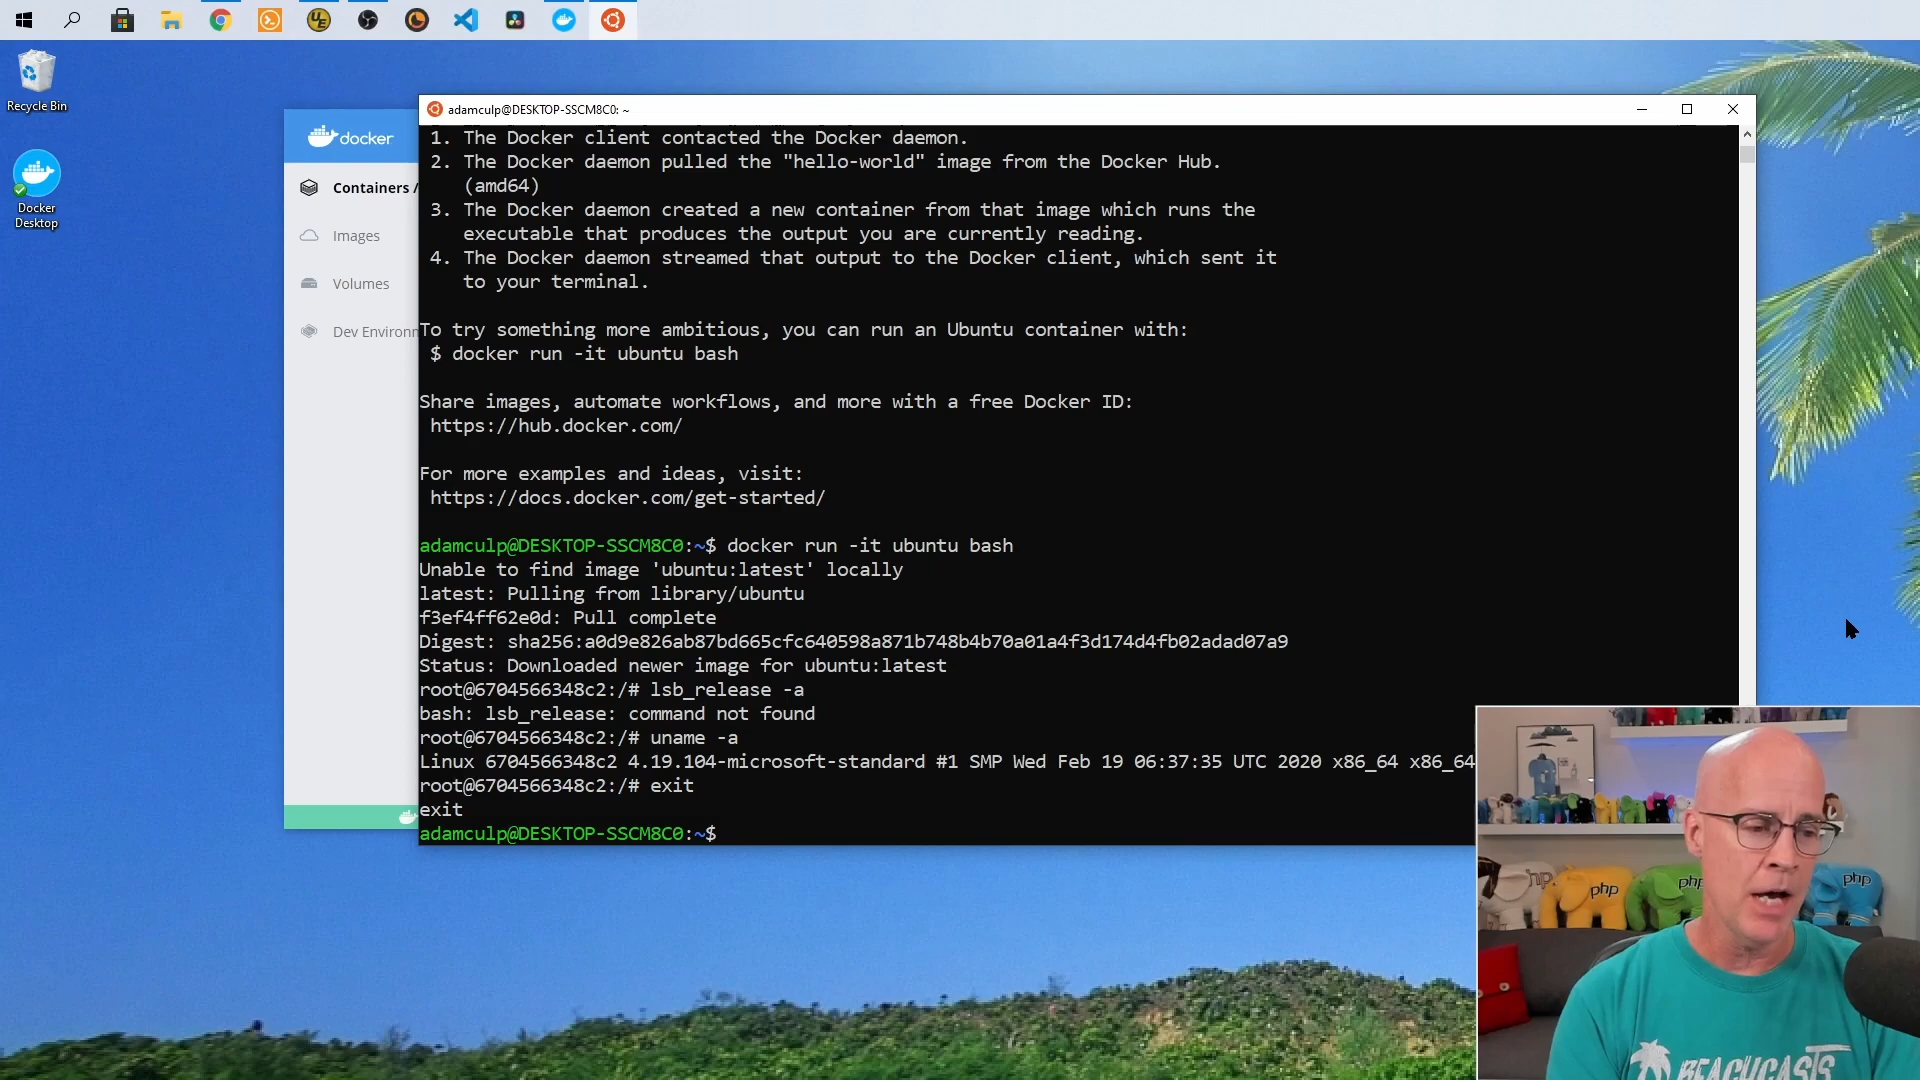 Recycle Bin
Docker
Desktop
docker
Containers /
Images
Volumes
Dev Environm
adamculp@DESKTOP-SSCM8C0: ~
1. The Docker client contacted the Docker daemon.
2. The Docker daemon pulled the "hello-world" image from the Docker Hub.
(amd64)
3. The Docker daemon created a new container from that image which runs the
executable that produces the output you are currently reading.
4. The Docker daemon streamed that output to the Docker client, which sent it
to your terminal.
To try something more ambitious, you can run an Ubuntu container with:
$ docker run -it ubuntu bash
Share images, automate workflows, and more with a free Docker ID:
https://hub.docker.com/
For more examples and ideas, visit:
https://docs.docker.com/get-started/
adamculp@DESKTOP-SSCM8C0:~$ docker run -it ubuntu bash
Unable to find image 'ubuntu:latest' locally
latest: Pulling from library/ubuntu
f3ef4ff62e0d: Pull complete
Digest: sha256:a0d9e826ab87bd665cfc640598a871b748b4b70a01a4f3d174d4fb02adad07a9
Status: Downloaded newer image for ubuntu:latest
root@6704566348c2:/# lsb_release -a
bash: lsb_release: command not found
root@6704566348c2:/# uname -a
Linux 6704566348c2 4.19.104-microsoft-standard #1 SMP Wed Feb 19 06:37:35 UTC 2020 x86_64 x86_64
root@6704566348c2:/# exit
exit
adamculp@DESKTOP-SSCM8C0:~$
UE
php
php
php
php
BEACHCASTS